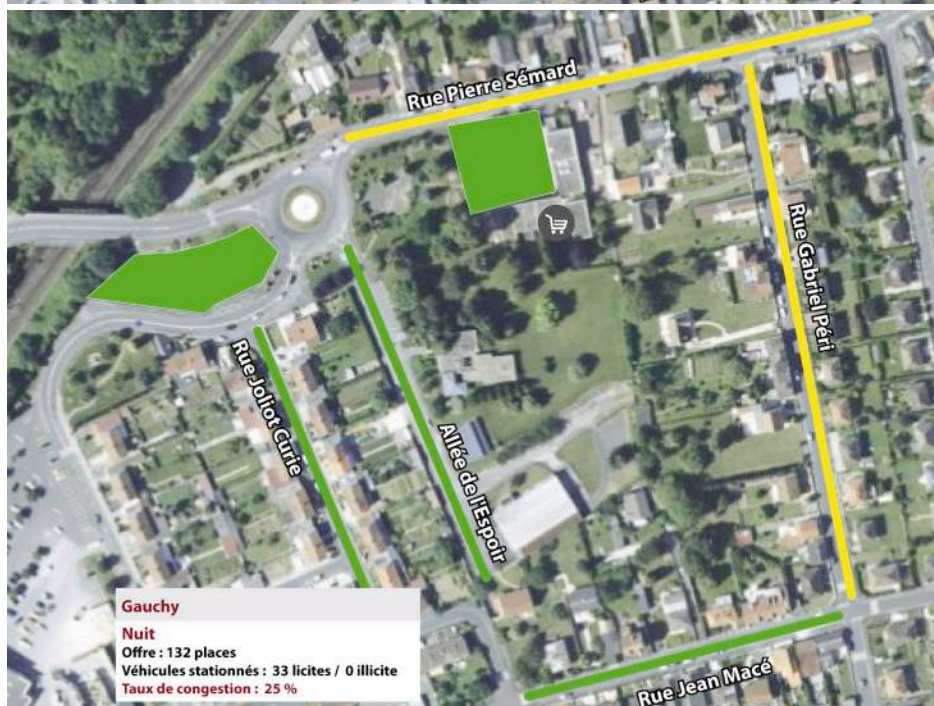 Rue Pierre Sémard
Rue Gabriel Péri
Rue Joliot Curie
Allée de l'Espoir
Gauchy
Nuit
Offre : 132 places
Véhicules stationnés : 33 licites / 0 illicite
Taux de congestion : 25 %
Rue Jean Macé